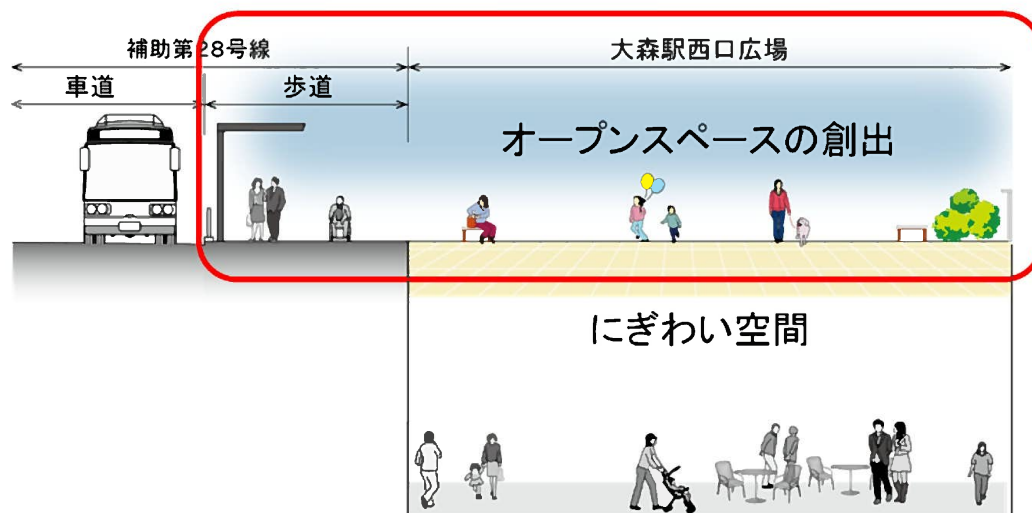 補助第28号線
大森駅西口広場
車道
歩道
オープンスペースの創出
にぎわい空間